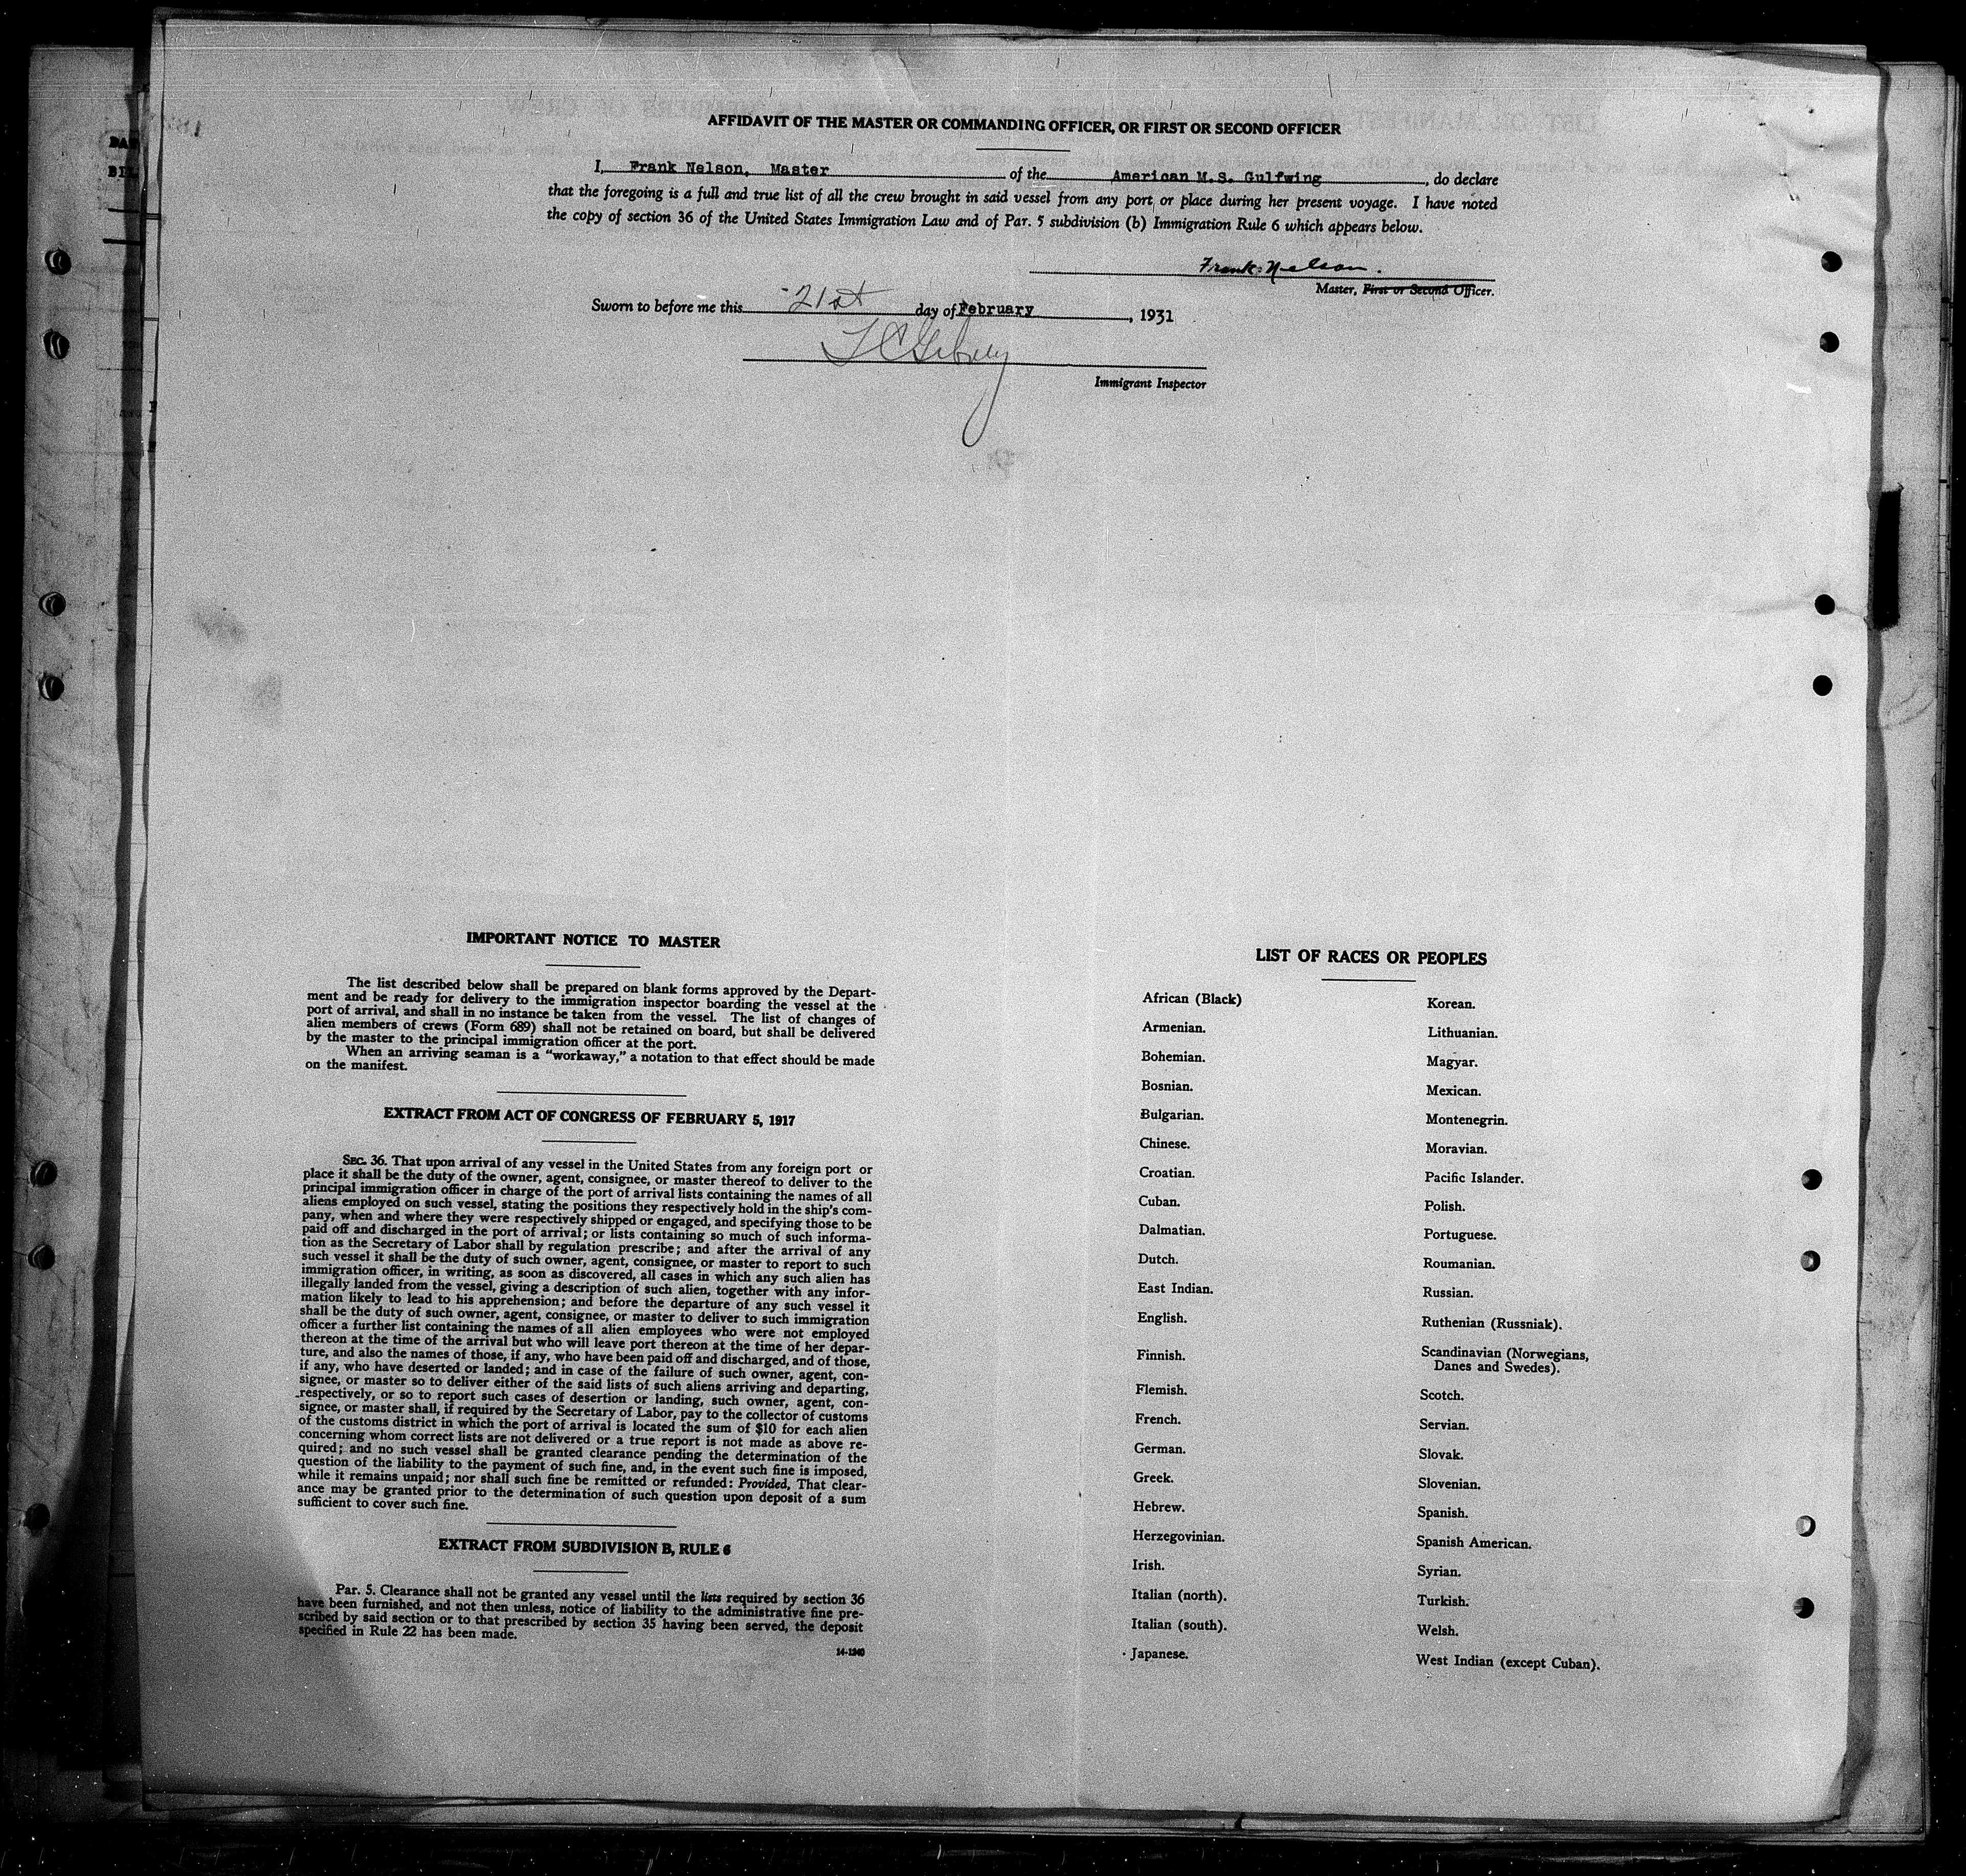 AFFIDAVIT OF THE MASTER OR COMMANDING OFFICER, OR FIRST OR SECOND OFFICER
I, Frank Nelson, Master of the American M.S. Gulfwing, do declare
that the foregoing is a full and true list of all the crew brought in said vessel from any port or place during her present voyage. I have noted
the copy of section 36 of the United States Immigration Law and of Par. 5 subdivision (b) Immigration Rule 6 which appears below.
Frank Nelson.
Master, First or Second Officer.
Sworn to before me this 21st day of February, 1931
Immigrant Inspector
IMPORTANT NOTICE TO MASTER
The list described below shall be prepared on blank forms approved by the Depart-
ment and be ready for delivery to the immigration inspector boarding the vessel at the
port of arrival, and shall in no instance be taken from the vessel. The list of changes of
alien members of crews (Form 689) shall not be retained on board, but shall be delivered
by the master to the principal immigration officer at the port.
When an arriving seaman is a "workaway," a notation to that effect should be made
on the manifest.
EXTRACT FROM ACT OF CONGRESS OF FEBRUARY 5, 1917
SEC. 36. That upon arrival of any vessel in the United States from any foreign port or
place it shall be the duty of the owner, agent, consignee, or master thereof to deliver to the
principal immigration officer in charge of the port of arrival lists containing the names of all
aliens employed on such vessel, stating the positions they respectively hold in the ship's com-
pany, when and where they were respectively shipped or engaged, and specifying those to be
paid off and discharged in the port of arrival; or lists containing so much of such informa-
tion as the Secretary of Labor shall by regulation prescribe; and after the arrival of any
such vessel it shall be the duty of such owner, agent, consignee, or master to report to such
immigration officer, in writing, as soon as discovered, all cases in which any such alien has
illegally landed from the vessel, giving a description of such alien, together with any infor-
mation likely to lead to his apprehension; and before the departure of any such vessel it
shall be the duty of such owner, agent, consignee, or master to deliver to such immigration
officer a further list containing the names of all alien employees who were not employed
thereon at the time of the arrival but who will leave port thereon at the time of her depar-
ture, and also the names of those, if any, who have been paid off and discharged, and of those,
if any, who have deserted or landed; and in case of the failure of such owner, agent, con-
signee, or master so to deliver either of the said lists of such aliens arriving and departing,
respectively, or so to report such cases of desertion or landing, such owner, agent, con-
signee, or master shall, if required by the Secretary of Labor, pay to the collector of customs
of the customs district in which the port of arrival is located the sum of $10 for each alien
concerning whom correct lists are not delivered or a true report is not made as above re-
quired; and no such vessel shall be granted clearance pending the determination of the
question of the liability to the payment of such fine, and, in the event such fine is imposed,
while it remains unpaid; nor shall such fine be remitted or refunded: Provided, That clear-
ance may be granted prior to the determination of such question upon deposit of a sum
sufficient to cover such fine.
EXTRACT FROM SUBDIVISION B, RULE 6
Par. 5. Clearance shall not be granted any vessel until the lists required by section 36
have been furnished, and not then unless, notice of liability to the administrative fine pre-
scribed by said section or to that prescribed by section 35 having been served, the deposit
specified in Rule 22 has been made.
14-1240
LIST OF RACES OR PEOPLES
African (Black)
Armenian.
Bohemian.
Bosnian.
Bulgarian.
Chinese.
Croatian.
Cuban.
Dalmatian.
Dutch.
East Indian.
English.
Finnish.
Flemish.
French.
German.
Greek.
Hebrew.
Herzegovinian.
Irish.
Italian (north).
Italian (south).
Japanese.
Korean.
Lithuanian.
Magyar.
Mexican.
Montenegrin.
Moravian.
Pacific Islander.
Polish.
Portuguese.
Roumanian.
Russian.
Ruthenian (Russniak).
Scandinavian (Norwegians,
Danes and Swedes).
Scotch.
Servian.
Slovak.
Slovenian.
Spanish.
Spanish American.
Syrian.
Turkish.
Welsh.
West Indian (except Cuban).